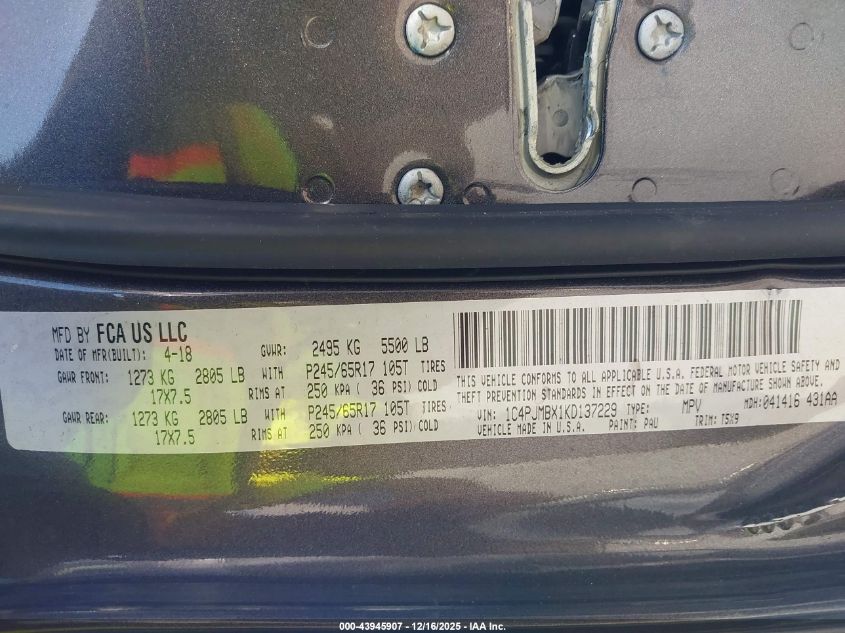 MFD BY FCA US LLC
DATE OF MFR(BUILT): 4-18 GVWR: 2495 KG 5500 LB
GAWR FRONT: 1273 KG 2805 LB WITH P245/65R17 105T TIRES
17X7.5 RIMS AT 250 KPA ( 36 PSI) COLD
GAWR REAR: 1273 KG 2805 LB WITH P245/65R17 105T TIRES
17X7.5 RIMS AT 250 KPA ( 36 PSI) COLD
THIS VEHICLE CONFORMS TO ALL APPLICABLE U.S.A. FEDERAL MOTOR VEHICLE SAFETY AND
THEFT PREVENTION STANDARDS IN EFFECT ON THE DATE OF MANUFACTURE SHOWN ABOVE.
VIN: 1C4PJMBX1KD137229 TYPE: MPV MDH: 041416 431AA
VEHICLE MADE IN U.S.A. PAINT: PAU TRIM: T5X9
000-43945907 - 12/16/2025 - IAA Inc.